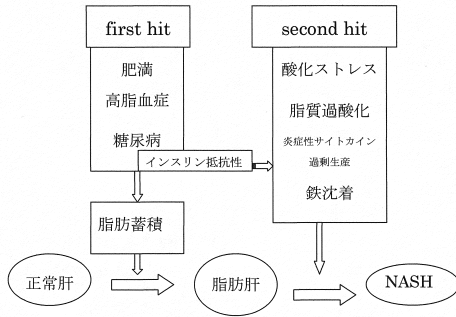 first hit
肥満
高脂血症
糖尿病
インスリン抵抗性
脂肪蓄積
second hit
酸化ストレス
脂質過酸化
炎症性サイトカイン
過剰生産
鉄沈着
正常肝
脂肪肝
NASH